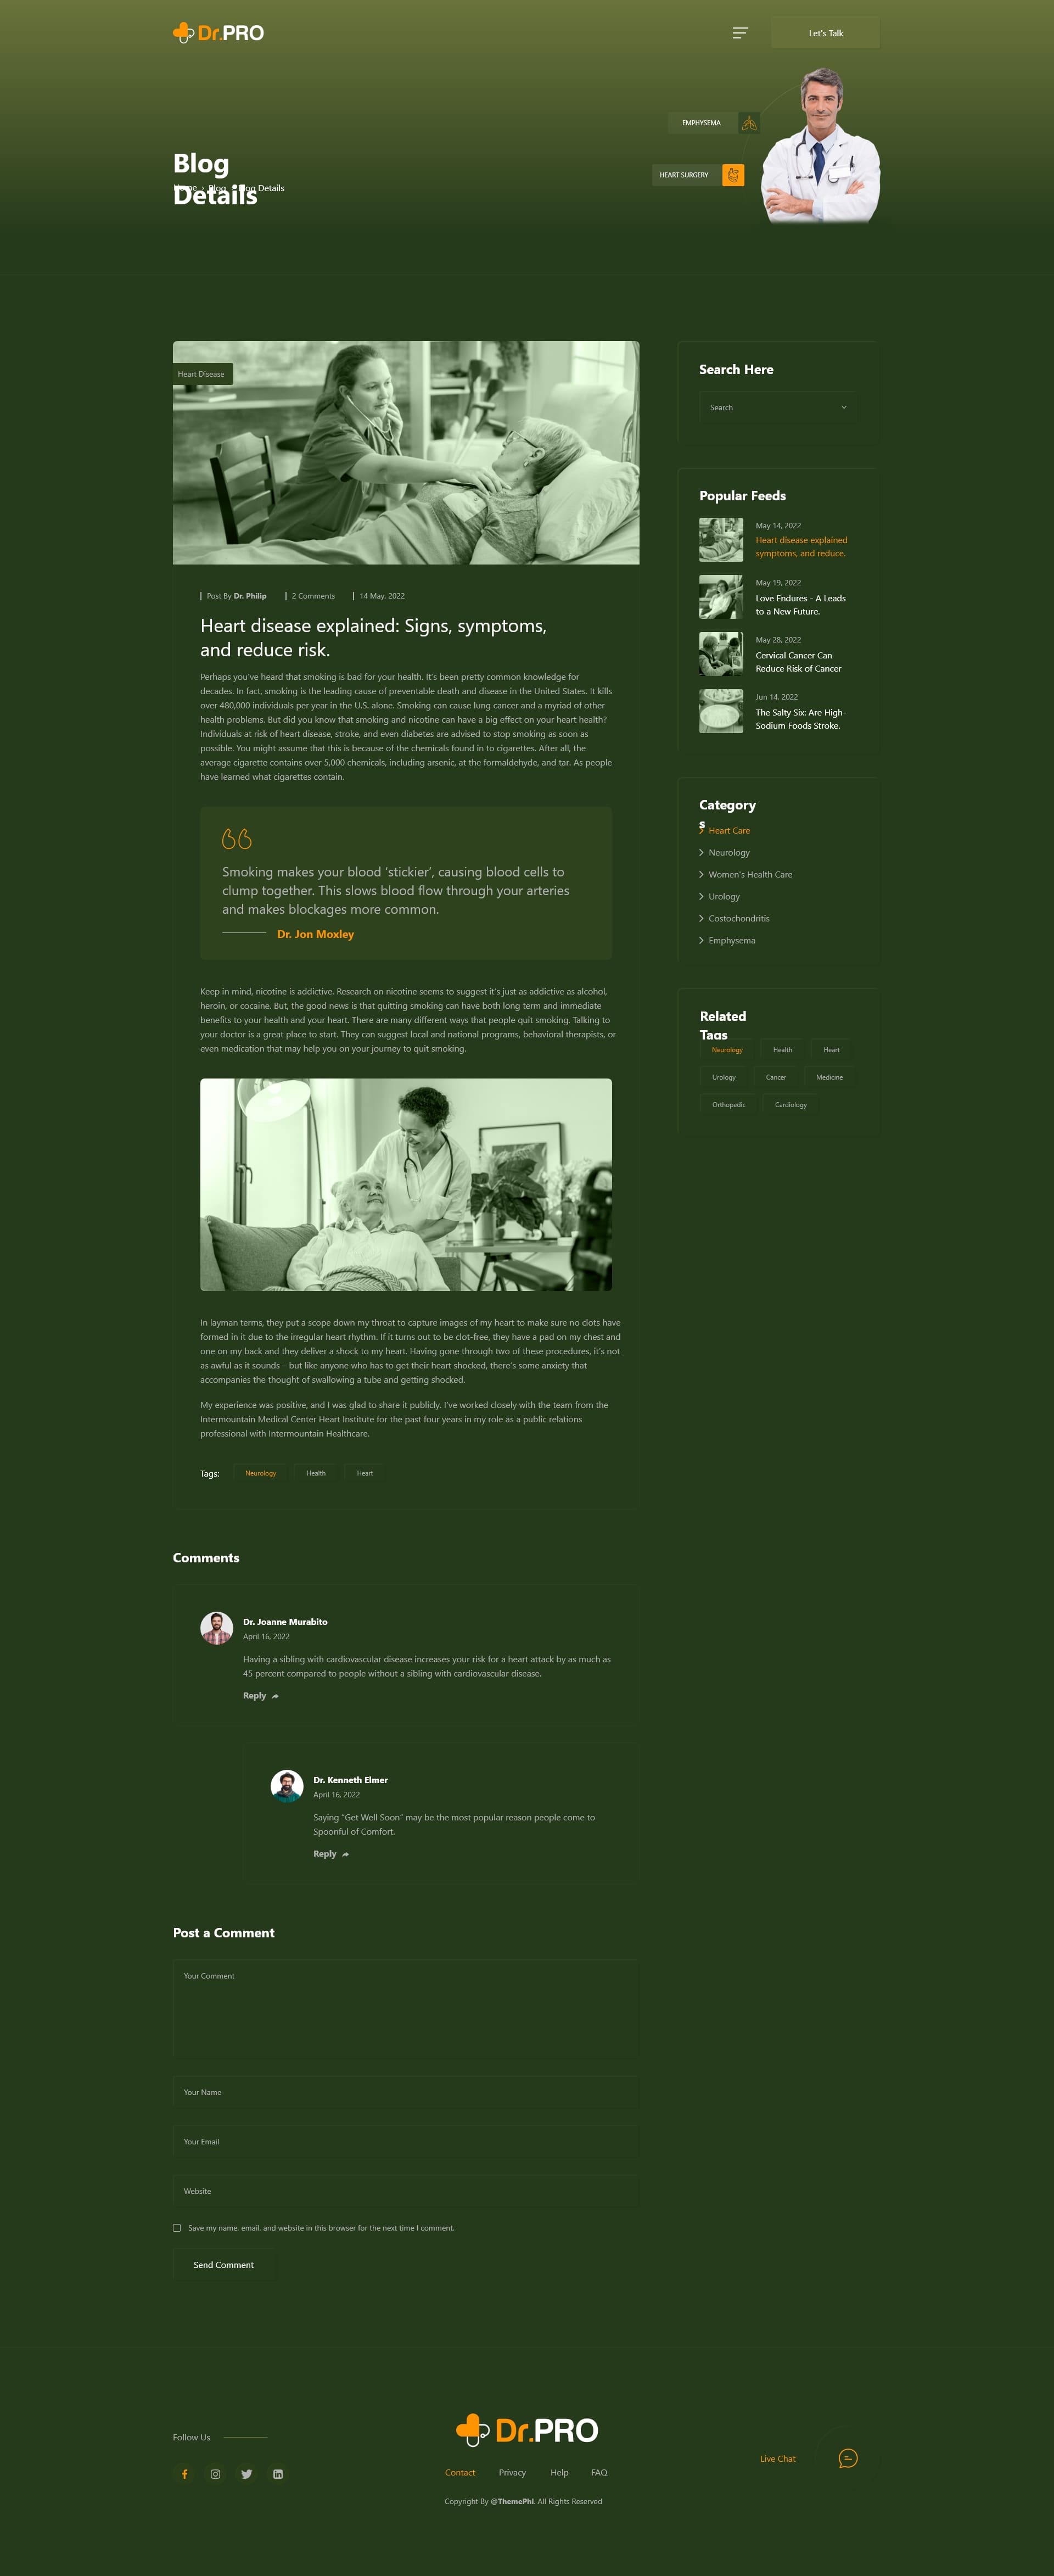 Dr.PRO
Let's Talk
EMPHYSEMA
HEART SURGERY
Blog
Details
Home › Blog › Blog Details
Heart Disease
Post By Dr. Philip
2 Comments
14 May, 2022
Heart disease explained: Signs, symptoms,
and reduce risk.
Perhaps you've heard that smoking is bad for your health. It's been pretty common knowledge for
decades. In fact, smoking is the leading cause of preventable death and disease in the United States. It kills
over 480,000 individuals per year in the U.S. alone. Smoking can cause lung cancer and a myriad of other
health problems. But did you know that smoking and nicotine can have a big effect on your heart health?
Individuals at risk of heart disease, stroke, and even diabetes are advised to stop smoking as soon as
possible. You might assume that this is because of the chemicals found in to cigarettes. After all, the
average cigarette contains over 5,000 chemicals, including arsenic, at the formaldehyde, and tar. As people
have learned what cigarettes contain.
Smoking makes your blood 'stickier', causing blood cells to
clump together. This slows blood flow through your arteries
and makes blockages more common.
Dr. Jon Moxley
Keep in mind, nicotine is addictive. Research on nicotine seems to suggest it's just as addictive as alcohol,
heroin, or cocaine. But, the good news is that quitting smoking can have both long term and immediate
benefits to your health and your heart. There are many different ways that people quit smoking. Talking to
your doctor is a great place to start. They can suggest local and national programs, behavioral therapists, or
even medication that may help you on your journey to quit smoking.
In layman terms, they put a scope down my throat to capture images of my heart to make sure no clots have
formed in it due to the irregular heart rhythm. If it turns out to be clot-free, they have a pad on my chest and
one on my back and they deliver a shock to my heart. Having gone through two of these procedures, it's not
as awful as it sounds – but like anyone who has to get their heart shocked, there's some anxiety that
accompanies the thought of swallowing a tube and getting shocked.
My experience was positive, and I was glad to share it publicly. I've worked closely with the team from the
Intermountain Medical Center Heart Institute for the past four years in my role as a public relations
professional with Intermountain Healthcare.
Tags: Neurology Health Heart
Search Here
Search
Popular Feeds
May 14, 2022
Heart disease explained
symptoms, and reduce.
May 19, 2022
Love Endures - A Leads
to a New Future.
May 28, 2022
Cervical Cancer Can
Reduce Risk of Cancer
Jun 14, 2022
The Salty Six: Are High-
Sodium Foods Stroke.
Category
s
Heart Care
Neurology
Women's Health Care
Urology
Costochondritis
Emphysema
Related
Tags
Neurology Health Heart
Urology Cancer Medicine
Orthopedic Cardiology
Comments
Dr. Joanne Murabito
April 16, 2022
Having a sibling with cardiovascular disease increases your risk for a heart attack by as much as
45 percent compared to people without a sibling with cardiovascular disease.
Reply
Dr. Kenneth Elmer
April 16, 2022
Saying "Get Well Soon" may be the most popular reason people come to
Spoonful of Comfort.
Reply
Post a Comment
Your Comment
Your Name
Your Email
Website
Save my name, email, and website in this browser for the next time I comment.
Send Comment
Follow Us
Dr.PRO
Contact Privacy Help FAQ
Copyright By @ThemePhi. All Rights Reserved
Live Chat